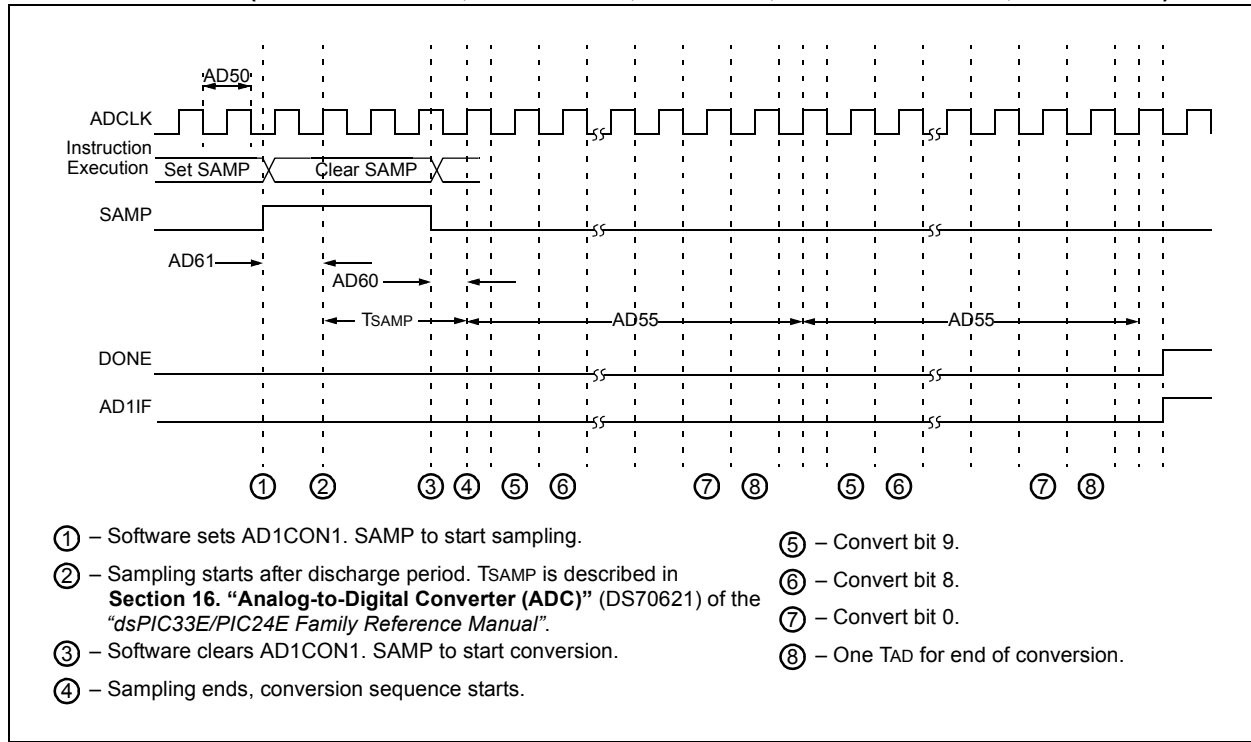 AD50
ADCLK
Instruction
Execution
Set SAMP
Clear SAMP
SAMP
AD61
AD60
TSAMP
AD55
AD55
DONE
AD1IF
1 2 3 4 5 6 7 8 5 6 7 8
1 – Software sets AD1CON1. SAMP to start sampling.
2 – Sampling starts after discharge period. TSAMP is described in
Section 16. “Analog-to-Digital Converter (ADC)” (DS70621) of the
“dsPIC33E/PIC24E Family Reference Manual”.
3 – Software clears AD1CON1. SAMP to start conversion.
4 – Sampling ends, conversion sequence starts.
5 – Convert bit 9.
6 – Convert bit 8.
7 – Convert bit 0.
8 – One TAD for end of conversion.